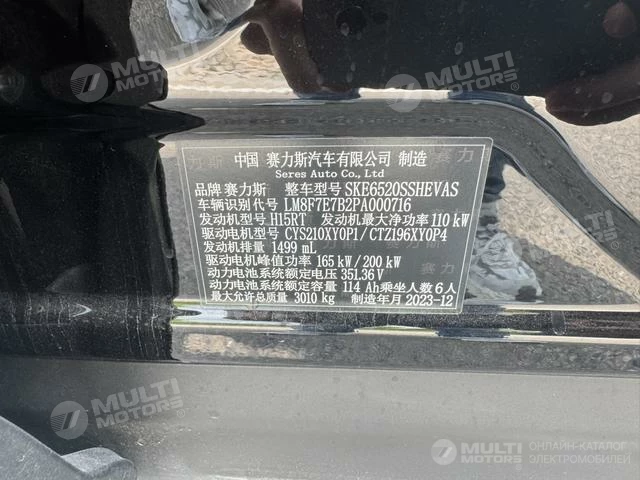 中国 赛力斯汽车有限公司 制造
Seres Auto Co., Ltd
品牌 赛力斯 整车型号 SKE6520SSHEVAS
车辆识别代号 LM8F7E7B2PA000716
发动机型号 H15RT 发动机最大净功率 110 kW
驱动电机型号 CYS210XY0P1/CTZ196XY0P4
发动机排量 1499 mL
驱动电机峰值功率 165 kW/200 kW
动力电池系统额定电压 351.36V
动力电池系统额定容量 114 Ah 乘坐人数 6人
最大允许总质量 3010 kg 制造年月 2023-12
MULTI MOTORS
MULTI MOTORS
MULTI MOTORS
MULTI MOTORS
MULTI MOTORS
ОНЛАЙН-КАТАЛОГ
ЭЛЕКТРОМОБИЛЕЙ